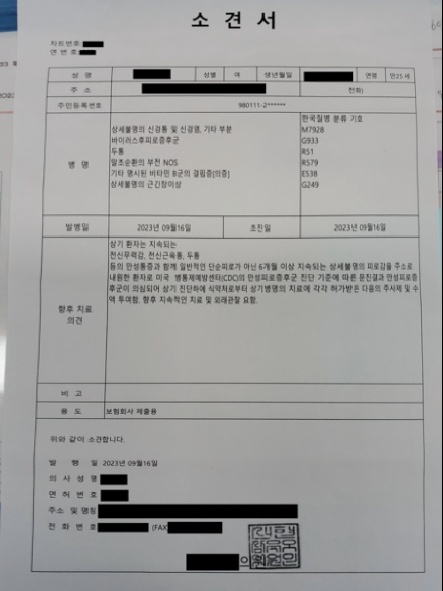 소 견 서
차트번호:
연 번호:
성 명 성별 여 생년월일 연령 만25 세
주 소 전화)
주민등록번호 980111-2******
병 명
한국질병 분류 기호
상세불명의 신경통 및 신경염, 기타 부분 M7928
바이러스후피로증후군 G933
두통 R51
말초순환의 부전 NOS R579
기타 명시된 비타민 B군의 결핍증[의증] E538
상세불명의 근긴장이상 G249
발병일 2023년 09월16일 초진일 2023년 09월16일
향후 치료
의견
상기 환자는 지속되는
전신무력감, 전신근육통, 두통
등의 만성통증과 함께 일반적인 단순피로가 아닌 6개월 이상 지속되는 상세불명의 피로감을 주소로
내원한 환자로 미국 병통제예방센터(CDC)의 만성피로증후군 진단 기준에 따른 문진결과 만성피로증
후군이 의심되어 상기 진단하에 식약처로부터 상기병명의 치료에 각각 허가받은 다음의 주사제 및 수
액 투여함. 향후 지속적인 치료 및 외래관찰 요함.
비 고
용 도 보험회사 제출용
위와 같이 소견합니다.
발 행 일 2023년 09월16일
의 사 성 명
면 허 번 호
주소 및 명칭
전 화 번 호 (FAX